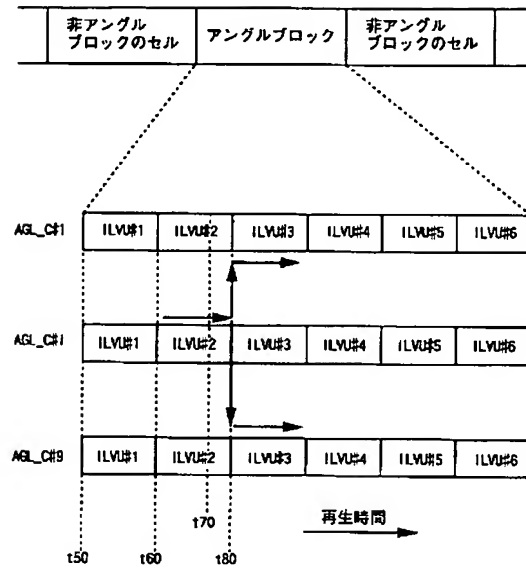 非アングル
ブロックのセル
アングルブロック
非アングル
ブロックのセル
AGL_C#1
ILVU#1
ILVU#2
ILVU#3
ILVU#4
ILVU#5
ILVU#6
AGL_C#i
ILVU#1
ILVU#2
ILVU#3
ILVU#4
ILVU#5
ILVU#6
AGL_C#9
ILVU#1
ILVU#2
ILVU#3
ILVU#4
ILVU#5
ILVU#6
t70
再生時間
t50
t60
t80